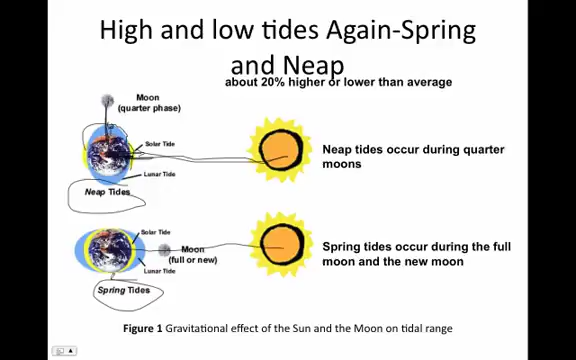 High and low tides Again-Spring
and Neap
about 20% higher or lower than average
Moon
(quarter phase)
Solar Tide
Neap tides occur during quarter
moons
Lunar Tide
Neap Tides
Solar Tide
Moon
(full or new)
Spring tides occur during the full
moon and the new moon
Lunar Tide
Spring Tides
Figure 1 Gravitational effect of the Sun and the Moon on tidal range